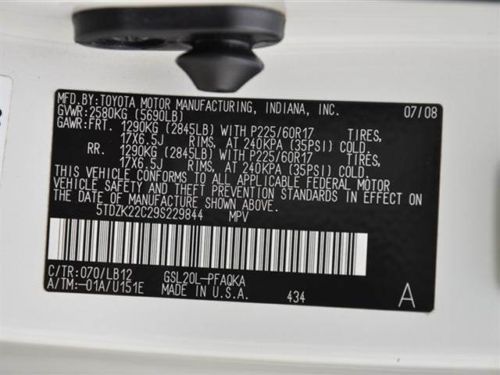 MFD. BY: TOYOTA MOTOR MANUFACTURING, INDIANA, INC. 07/08
GVWR: 2580KG (5690LB)
GAWR: FRT. 1290KG (2845LB) WITH P225/60R17 TIRES,
17X6.5J RIMS, AT 240KPA (35PSI) COLD.
RR. 1290KG (2845LB) WITH P225/60R17 TIRES,
17X6.5J RIMS, AT 240KPA (35PSI) COLD.
THIS VEHICLE CONFORMS TO ALL APPLICABLE FEDERAL MOTOR
VEHICLE SAFETY AND THEFT PREVENTION STANDARDS IN EFFECT
ON THE DATE OF MANUFACTURE SHOWN ABOVE.
5TDZK22C29S229844 MPV
C/TR: 070/LB12 GSL20L-PFAQKA
A/TM: -01A/U151E MADE IN U.S.A. 434 A